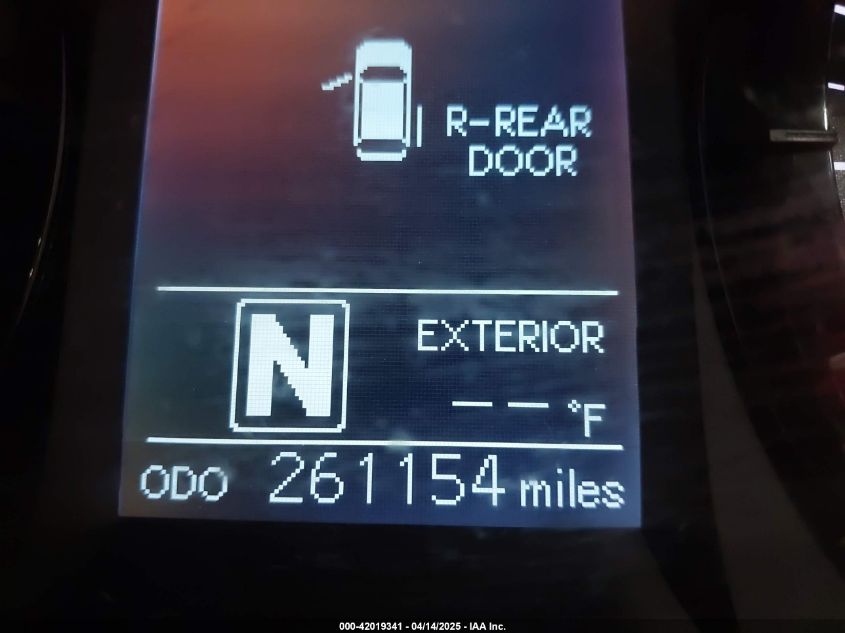 R-REAR
DOOR
N
EXTERIOR
-- °F
ODO 261154 miles
000-42019341 - 04/14/2025 - IAA Inc.